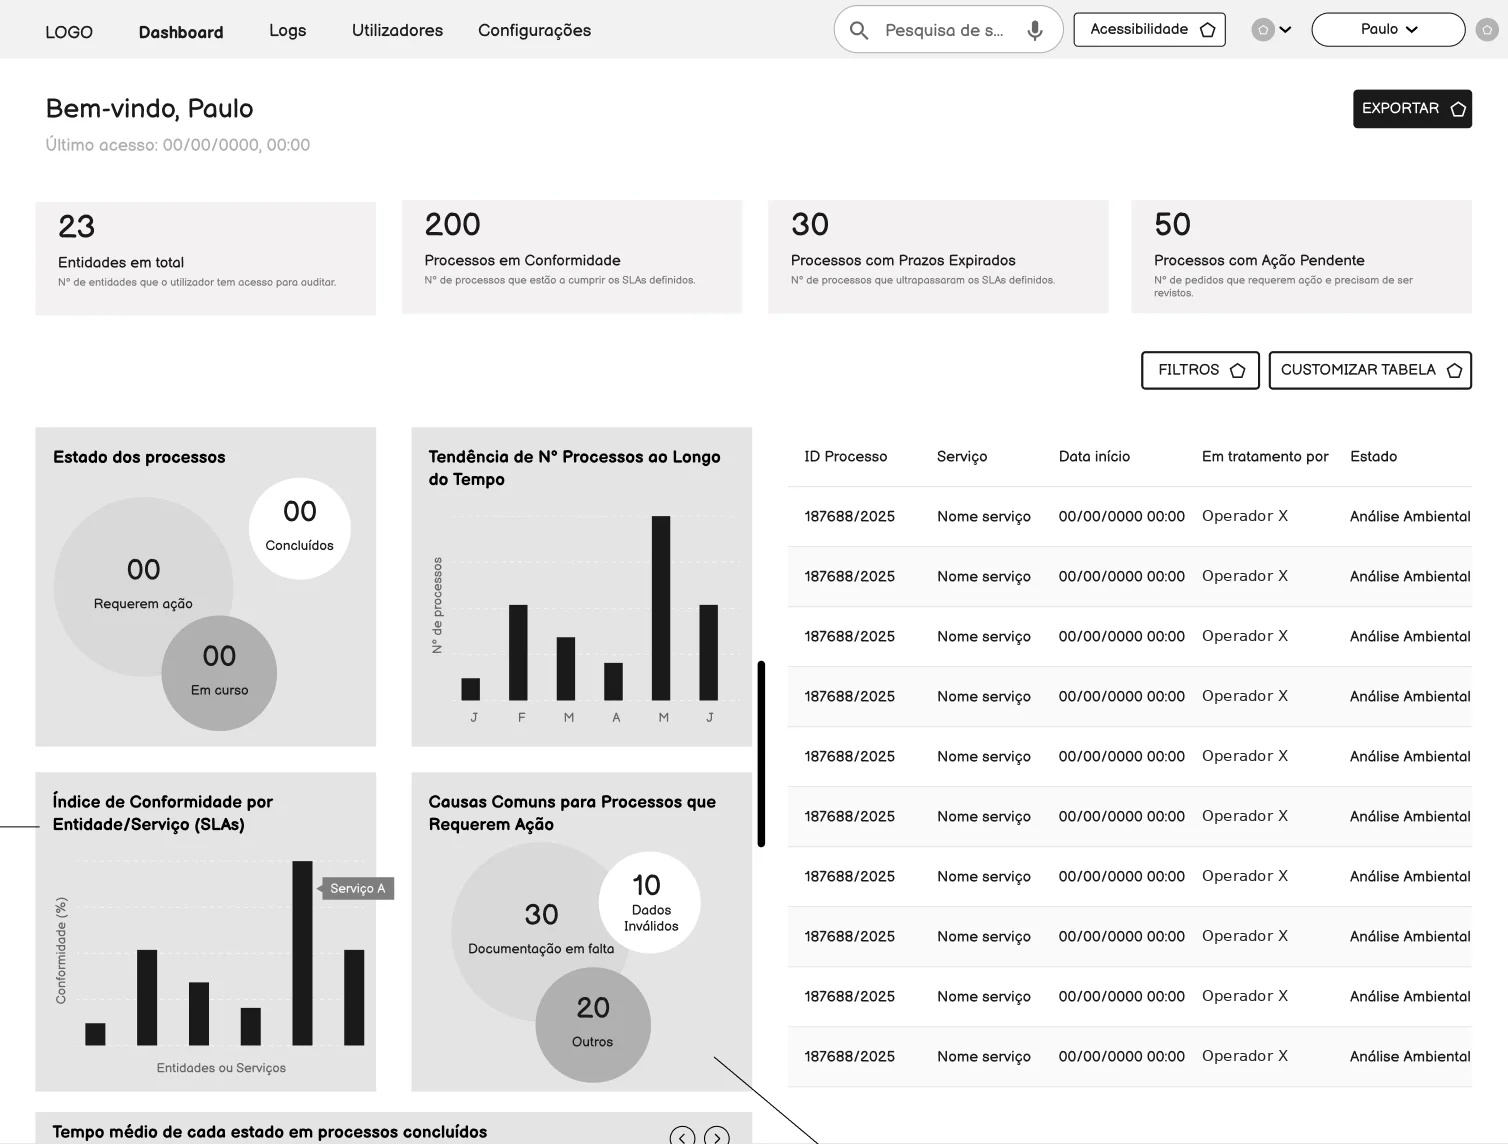 LOGO
Dashboard
Logs
Utilizadores
Configurações
Pesquisa de s...
Acessibilidade
Paulo
Bem-vindo, Paulo
Último acesso: 00/00/0000, 00:00
EXPORTAR
23
Entidades em total
Nº de entidades que o utilizador tem acesso para auditar.
200
Processos em Conformidade
Nº de processos que estão a cumprir os SLAs definidos.
30
Processos com Prazos Expirados
Nº de processos que ultrapassaram os SLAs definidos.
50
Processos com Ação Pendente
Nº de pedidos que requerem ação e precisam de ser
revistos.
FILTROS
CUSTOMIZAR TABELA
Estado dos processos
00
Concluídos
00
Requerem ação
00
Em curso
Tendência de Nº Processos ao Longo
do Tempo
Nº de processos
J F M A M J
Índice de Conformidade por
Entidade/Serviço (SLAs)
Serviço A
Conformidade (%)
Entidades ou Serviços
Causas Comuns para Processos que
Requerem Ação
10
Dados
Inválidos
30
Documentação em falta
20
Outros
Tempo médio de cada estado em processos concluídos
ID Processo Serviço Data início Em tratamento por Estado
187688/2025 Nome serviço 00/00/0000 00:00 Operador X Análise Ambiental
187688/2025 Nome serviço 00/00/0000 00:00 Operador X Análise Ambiental
187688/2025 Nome serviço 00/00/0000 00:00 Operador X Análise Ambiental
187688/2025 Nome serviço 00/00/0000 00:00 Operador X Análise Ambiental
187688/2025 Nome serviço 00/00/0000 00:00 Operador X Análise Ambiental
187688/2025 Nome serviço 00/00/0000 00:00 Operador X Análise Ambiental
187688/2025 Nome serviço 00/00/0000 00:00 Operador X Análise Ambiental
187688/2025 Nome serviço 00/00/0000 00:00 Operador X Análise Ambiental
187688/2025 Nome serviço 00/00/0000 00:00 Operador X Análise Ambiental
187688/2025 Nome serviço 00/00/0000 00:00 Operador X Análise Ambiental